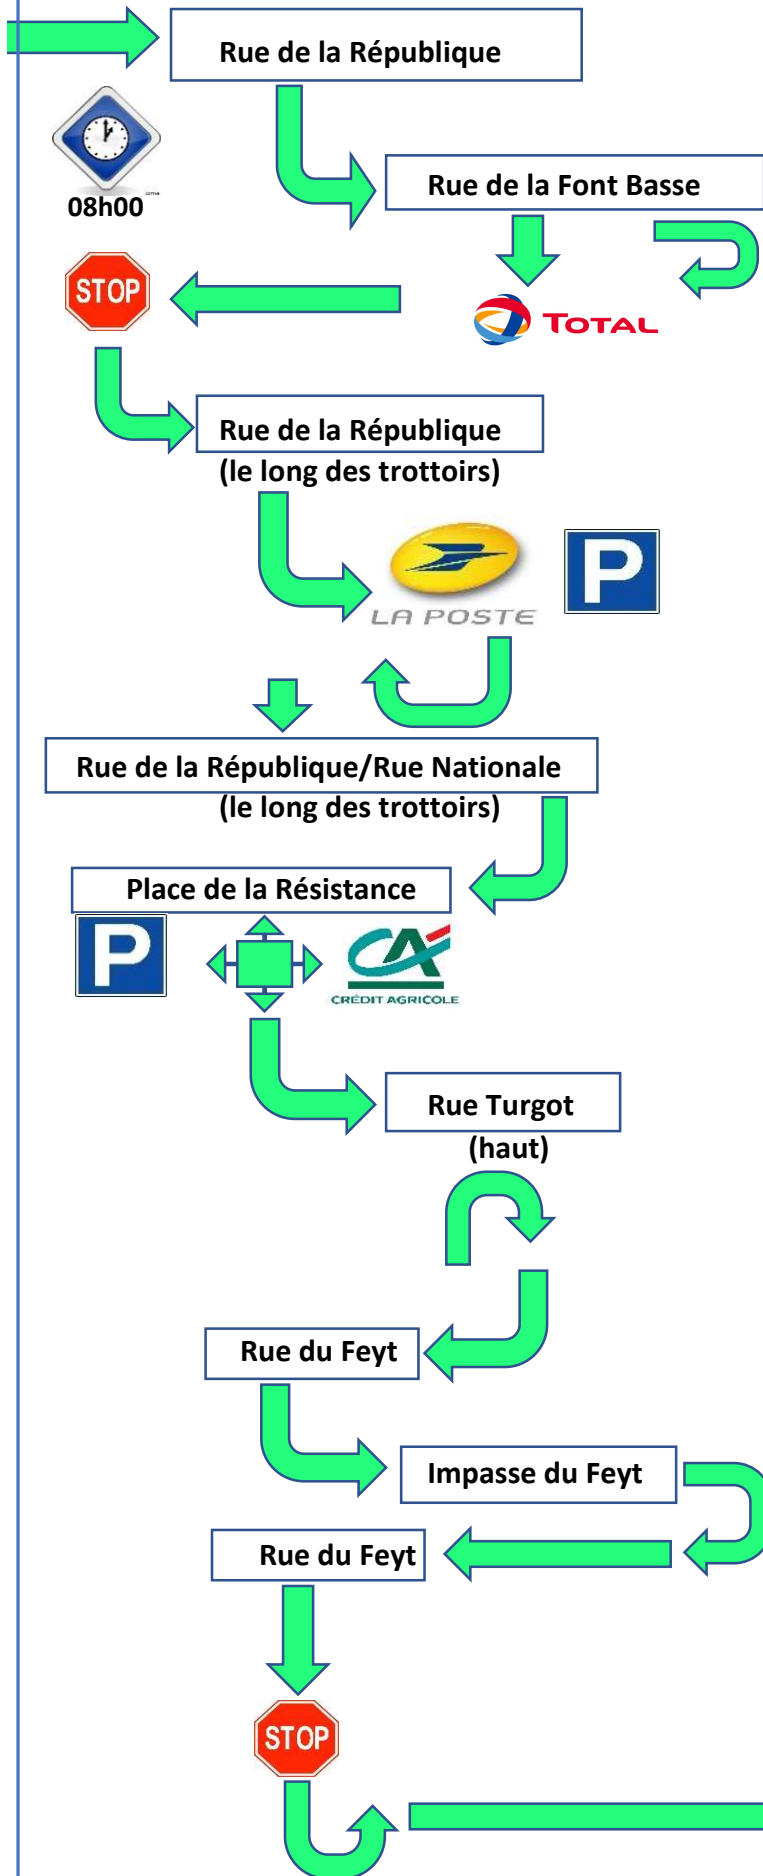 Rue de la République
08h00
Rue de la Font Basse
STOP
TOTAL
Rue de la République
(le long des trottoirs)
LA POSTE
P
Rue de la République/Rue Nationale
(le long des trottoirs)
Place de la Résistance
P
CA
CRÉDIT AGRICOLE
Rue Turgot
(haut)
Rue du Feyt
Impasse du Feyt
Rue du Feyt
STOP